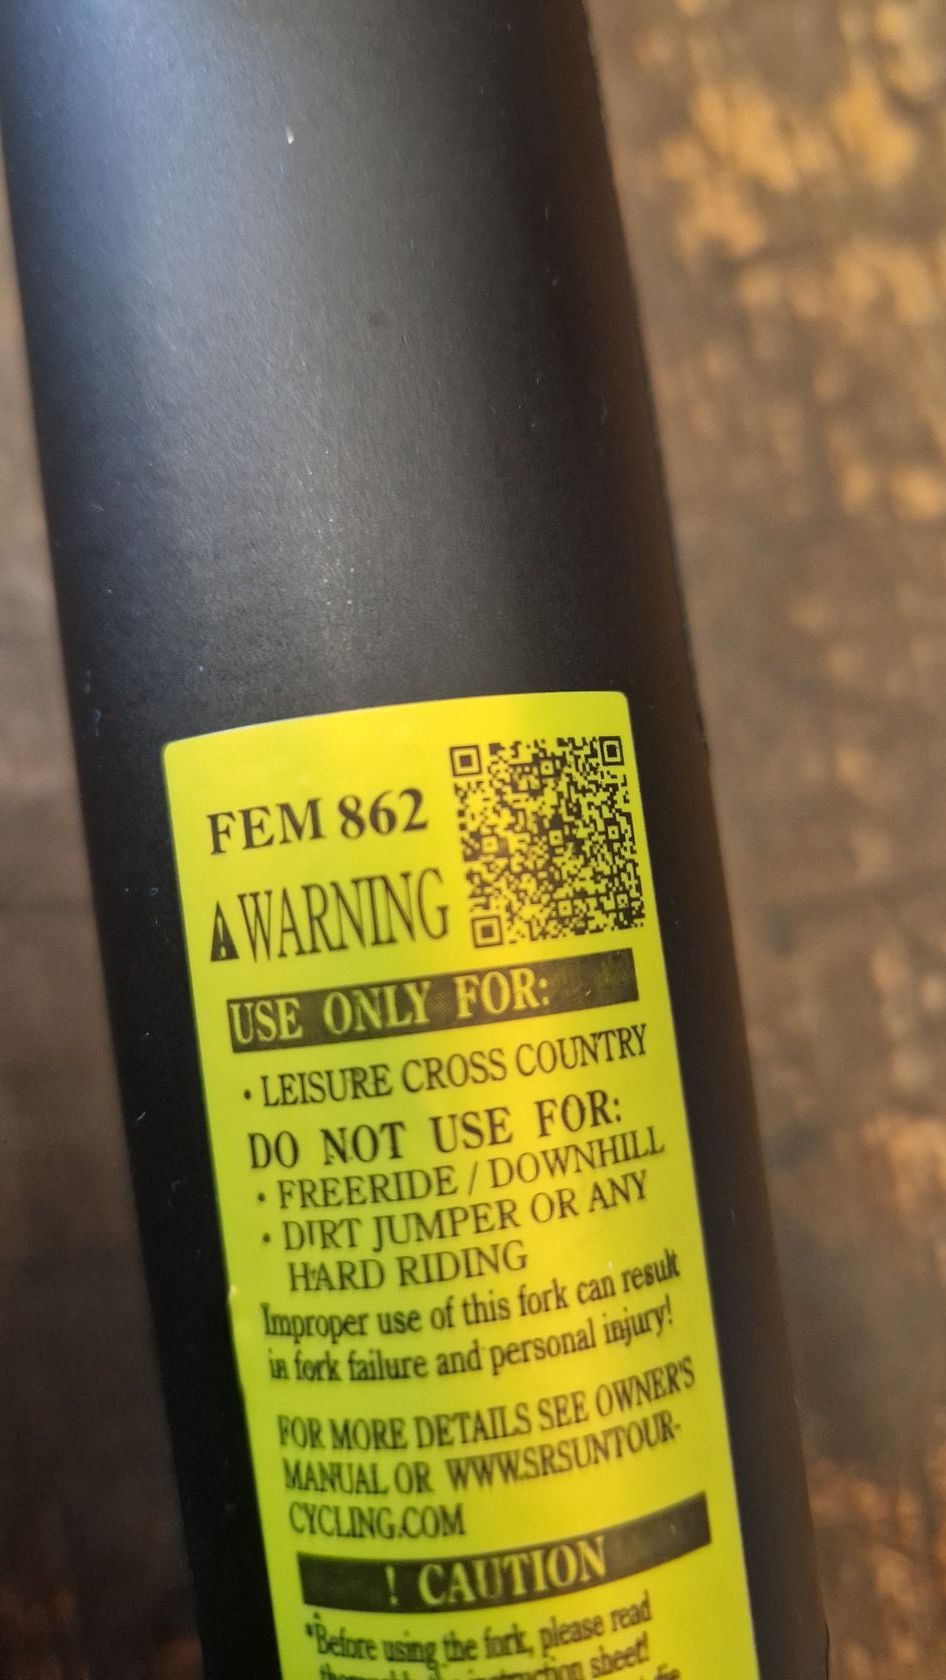 FEM 862
WARNING
USE ONLY FOR:
• LEISURE CROSS COUNTRY
DO NOT USE FOR:
• FREERIDE / DOWNHILL
• DIRT JUMPER OR ANY
HARD RIDING
Improper use of this fork can result
in fork failure and personal injury!
FOR MORE DETAILS SEE OWNER'S
MANUAL OR WWW.SRSUNTOUR-
CYCLING.COM
! CAUTION
*Before using the fork, please read
instruction sheet!